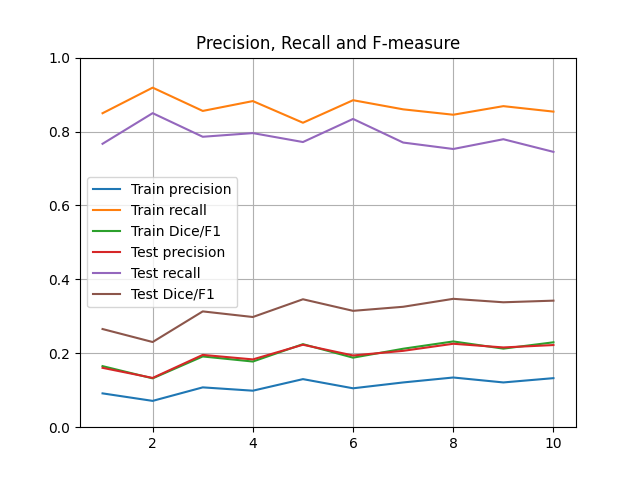 Precision, Recall and F-measure
1.0
0.8
0.6
0.4
0.2
0.0
Train precision
Train recall
Train Dice/F1
Test precision
Test recall
Test Dice/F1
2 4 6 8 10